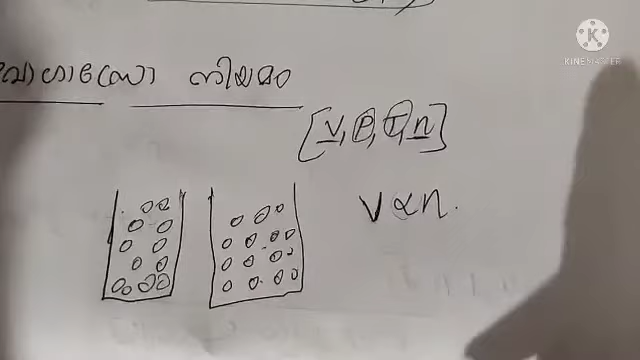 വോഗാഡ്രോ നിയമം
[V, P, T, n]
V ∝ n.
K
KINEMASTER